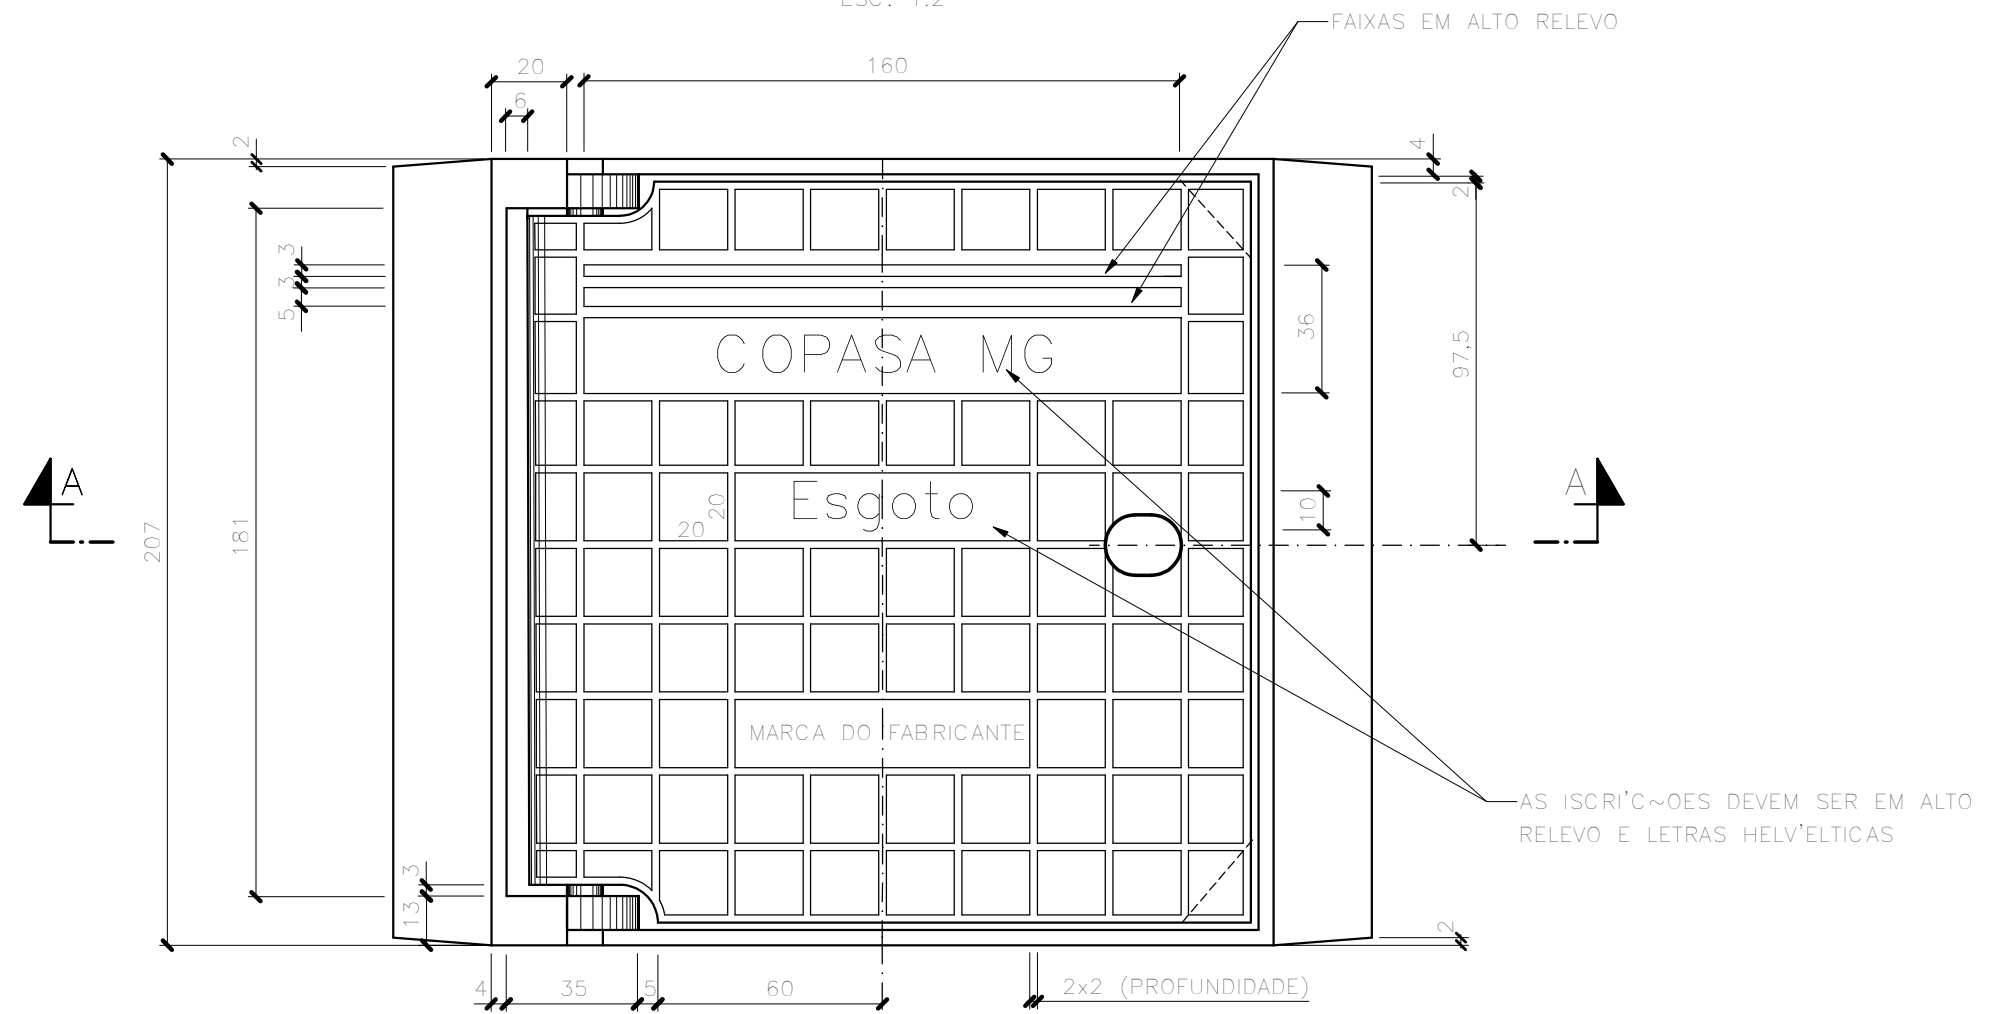 ESC. 1:2
FAIXAS EM ALTO RELEVO
20
160
6
2
4
2
3
3
5
36
97,5
COPASA MG
A
A
207
181
20
20
Esgoto
10
MARCA DO FABRICANTE
AS ISCRI'C~OES DEVEM SER EM ALTO
RELEVO E LETRAS HELV'ELTICAS
3
13
2
4
35
5
60
2x2 (PROFUNDIDADE)